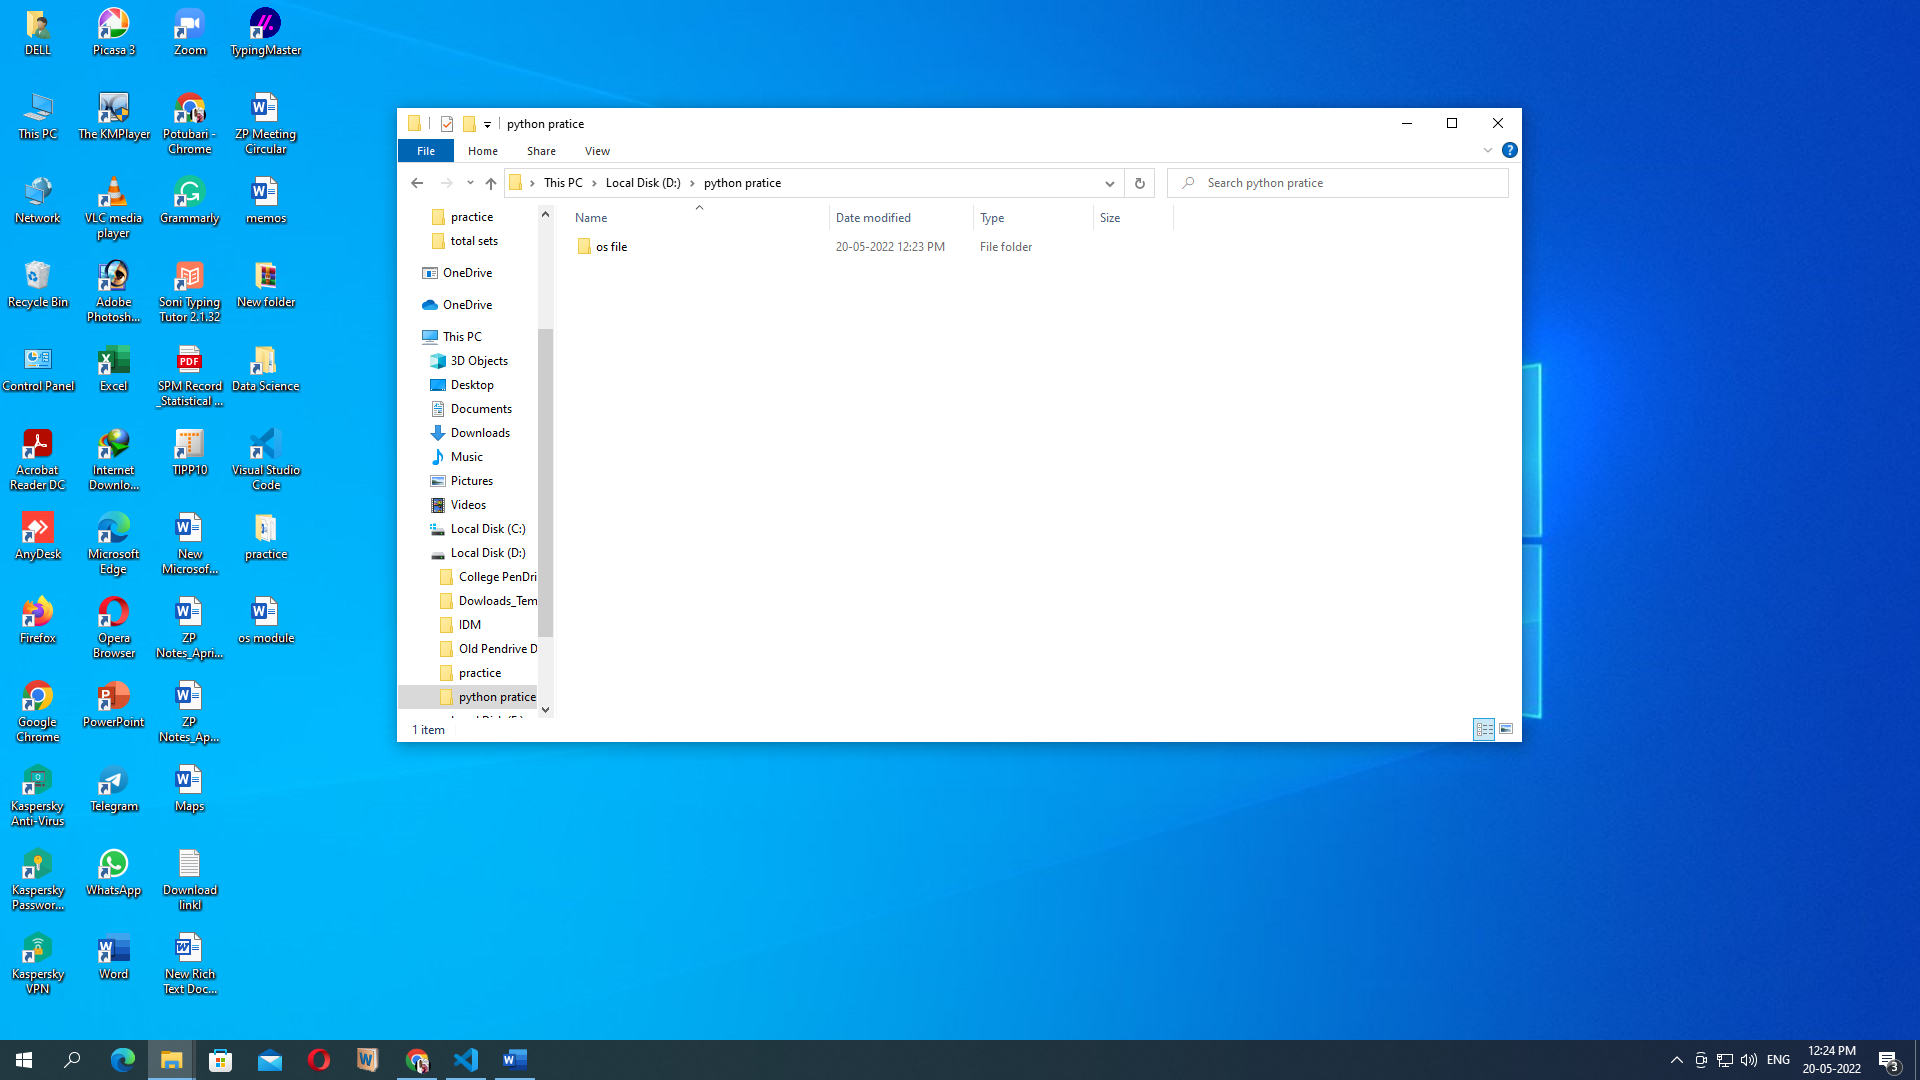 DELL
Picasa 3
Zoom
TypingMaster
This PC
The KMPlayer
Potubari -
Chrome
ZP Meeting
Circular
Network
VLC media
player
Grammarly
memos
Recycle Bin
Adobe
Photosh...
Soni Typing
Tutor 2.1.32
New folder
Control Panel
Excel
SPM Record
_Statistical ...
Data Science
Acrobat
Reader DC
Internet
Downlo...
TIPP10
Visual Studio
Code
AnyDesk
Microsoft
Edge
New
Microsof...
practice
Firefox
Opera
Browser
ZP
Notes_Apri...
os module
Google
Chrome
PowerPoint
ZP
Notes_Ap...
Kaspersky
Anti-Virus
Telegram
Maps
Kaspersky
Passwor...
WhatsApp
Download
linkl
Kaspersky
VPN
Word
New Rich
Text Doc...
python pratice
File Home Share View
This PC > Local Disk (D:) > python pratice
Search python pratice
practice
total sets
OneDrive
OneDrive
This PC
3D Objects
Desktop
Documents
Downloads
Music
Pictures
Videos
Local Disk (C:)
Local Disk (D:)
College PenDri
Dowloads_Tem
IDM
Old Pendrive D
practice
python pratice
Name Date modified Type Size
os file 20-05-2022 12:23 PM File folder
1 item
ENG
12:24 PM
20-05-2022
3